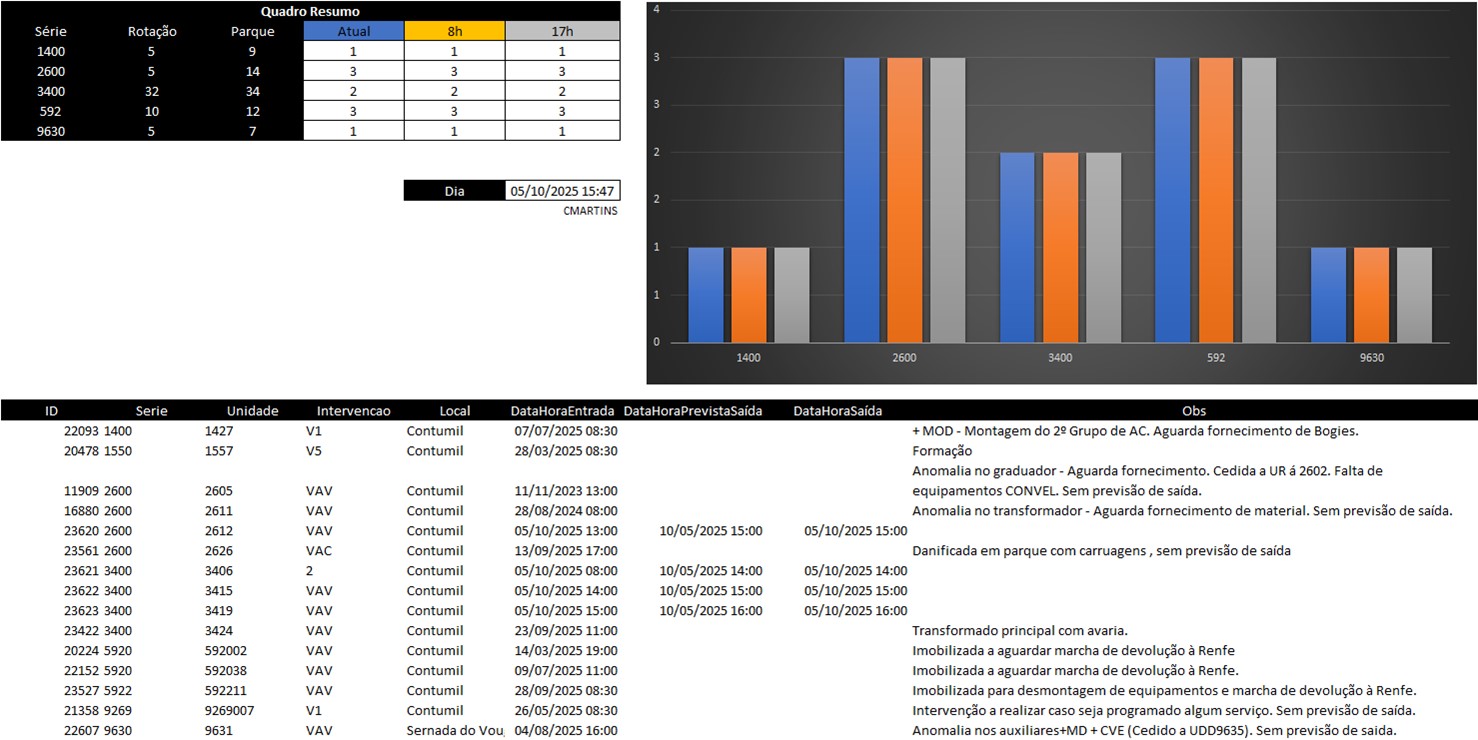 Quadro Resumo
Série Rotação Parque Atual 8h 17h
1400 5 9 1 1 1
2600 5 14 3 3 3
3400 32 34 2 2 2
592 10 12 3 3 3
9630 5 7 1 1 1
Dia 05/10/2025 15:47
CMARTINS
4
3
3
2
2
1
1
0
1400 2600 3400 592 9630
ID Serie Unidade Intervencao Local DataHoraEntrada DataHoraPrevistaSaída DataHoraSaída Obs
22093 1400 1427 V1 Contumil 07/07/2025 08:30 + MOD - Montagem do 2º Grupo de AC. Aguarda fornecimento de Bogies.
20478 1550 1557 V5 Contumil 28/03/2025 08:30 Formação
Anomalia no graduador - Aguarda fornecimento. Cedida a UR á 2602. Falta de
11909 2600 2605 VAV Contumil 11/11/2023 13:00 equipamentos CONVEL. Sem previsão de saída.
16880 2600 2611 VAV Contumil 28/08/2024 08:00 Anomalia no transformador - Aguarda fornecimento de material. Sem previsão de saída.
23620 2600 2612 VAV Contumil 05/10/2025 13:00 10/05/2025 15:00 05/10/2025 15:00
23561 2600 2626 VAC Contumil 13/09/2025 17:00 Danificada em parque com carruagens , sem previsão de saída
23621 3400 3406 2 Contumil 05/10/2025 08:00 10/05/2025 14:00 05/10/2025 14:00
23622 3400 3415 VAV Contumil 05/10/2025 14:00 10/05/2025 15:00 05/10/2025 15:00
23623 3400 3419 VAV Contumil 05/10/2025 15:00 10/05/2025 16:00 05/10/2025 16:00
23422 3400 3424 VAV Contumil 23/09/2025 11:00 Transformado principal com avaria.
20224 5920 592002 VAV Contumil 14/03/2025 19:00 Imobilizada a aguardar marcha de devolução à Renfe
22152 5920 592038 VAV Contumil 09/07/2025 11:00 Imobilizada a aguardar marcha de devolução à Renfe.
23527 5922 592211 VAV Contumil 28/09/2025 08:30 Imobilizada para desmontagem de equipamentos e marcha de devolução à Renfe.
21358 9269 9269007 V1 Contumil 26/05/2025 08:30 Intervenção a realizar caso seja programado algum serviço. Sem previsão de saída.
22607 9630 9631 VAV Sernada do Vou 04/08/2025 16:00 Anomalia nos auxiliares+MD + CVE (Cedido a UDD9635). Sem previsão de saida.